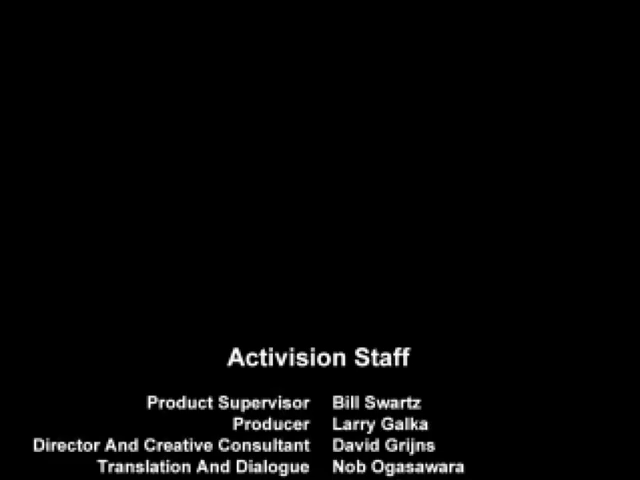 Activision Staff
Product Supervisor Bill Swartz
Producer Larry Galka
Director And Creative Consultant David Grijns
Translation And Dialogue Nob Ogasawara